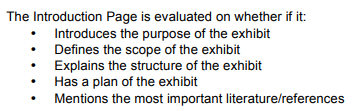 The Introduction Page is evaluated on whether if it:
• Introduces the purpose of the exhibit
• Defines the scope of the exhibit
• Explains the structure of the exhibit
• Has a plan of the exhibit
• Mentions the most important literature/references